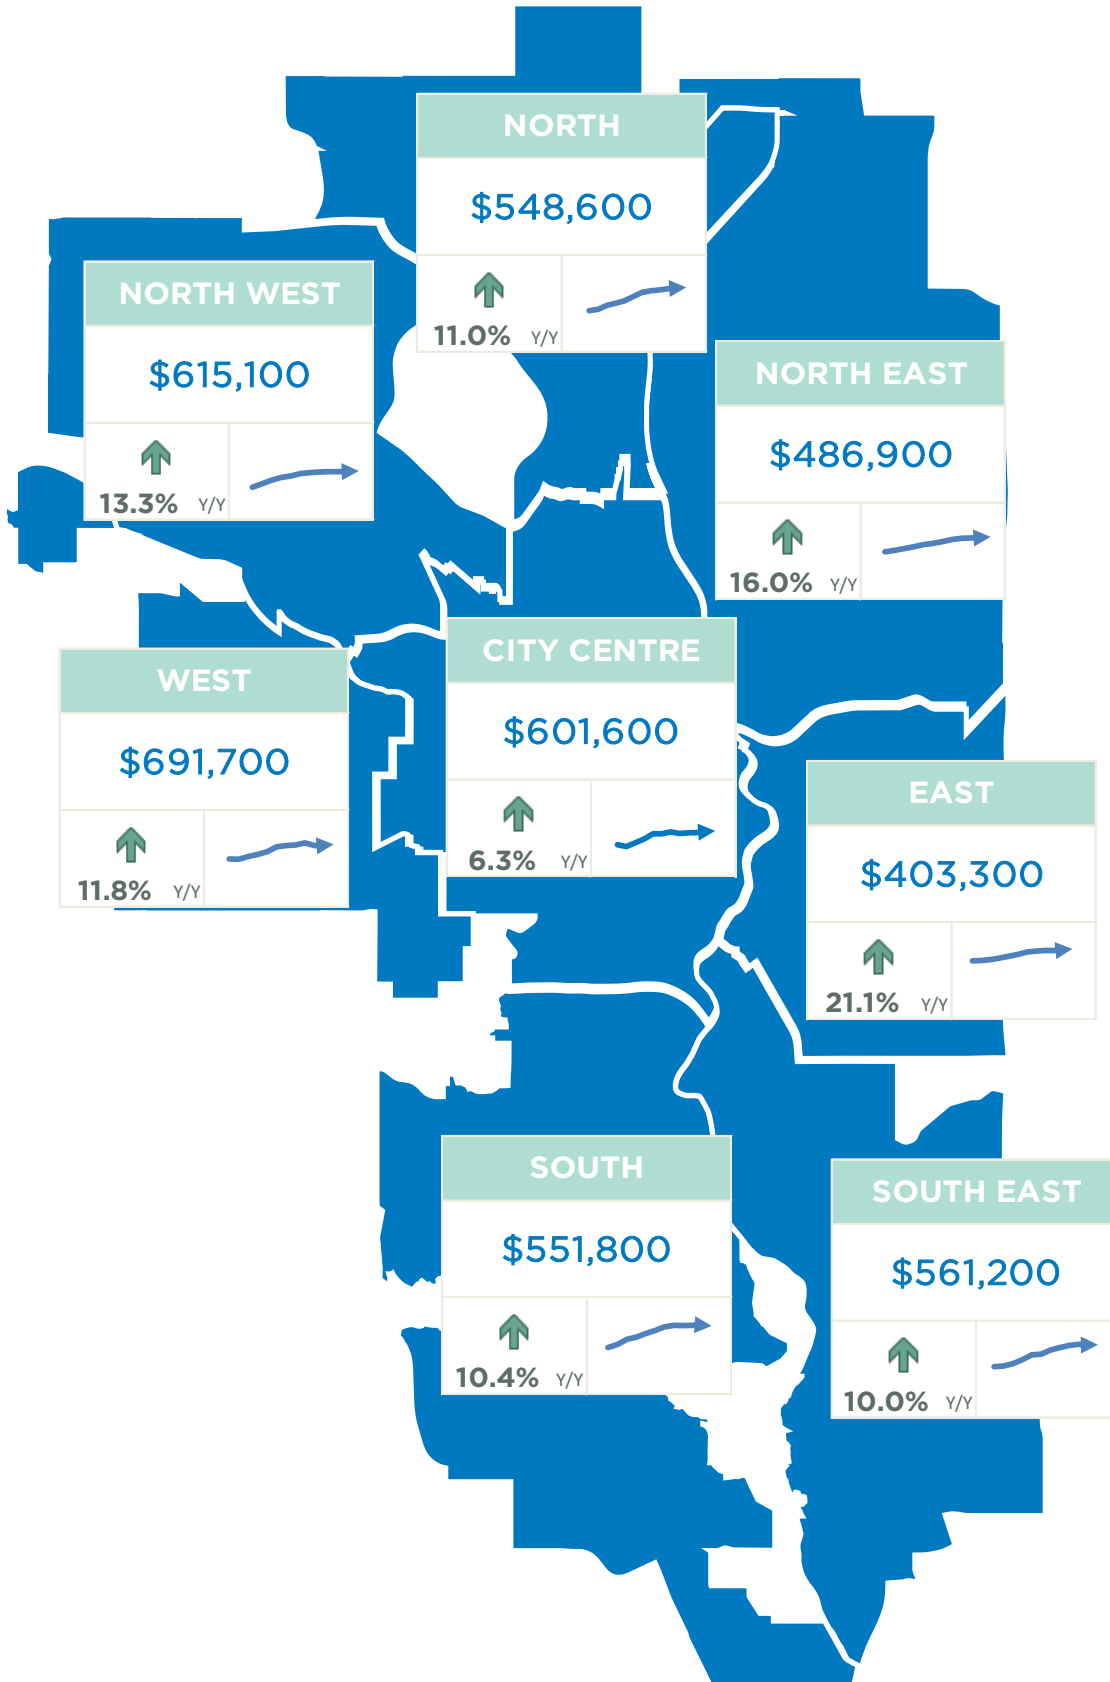 NORTH
$548,600
11.0% Y/Y
NORTH WEST
$615,100
13.3% Y/Y
NORTH EAST
$486,900
16.0% Y/Y
CITY CENTRE
$601,600
6.3% Y/Y
WEST
$691,700
11.8% Y/Y
EAST
$403,300
21.1% Y/Y
SOUTH
$551,800
10.4% Y/Y
SOUTH EAST
$561,200
10.0% Y/Y